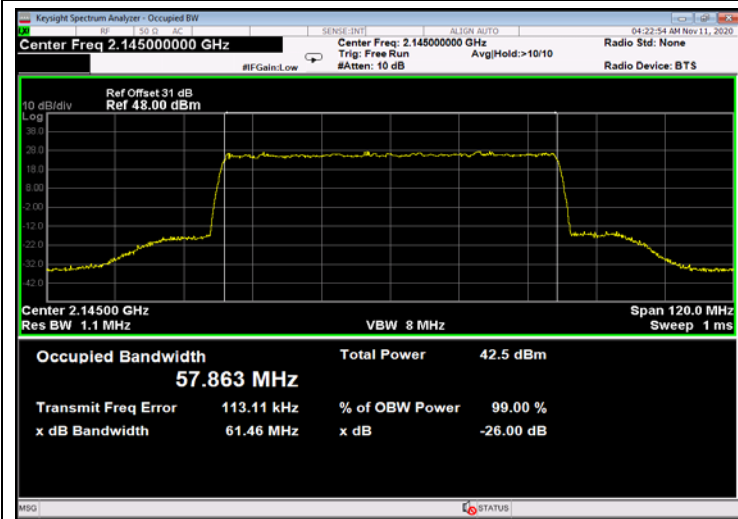 Keysight Spectrum Analyzer - Occupied BW
RF 50 Ω AC SENSE:INT ALIGN AUTO 04:22:54 AM Nov 11, 2020
Center Freq 2.145000000 GHz Center Freq: 2.145000000 GHz Radio Std: None
Trig: Free Run Avg|Hold:>10/10
#IFGain:Low #Atten: 10 dB Radio Device: BTS
Ref Offset 31 dB
10 dB/div Ref 48.00 dBm
Log
38.0
28.0
18.0
8.00
-2.00
-12.0
-22.0
-32.0
-42.0
Center 2.14500 GHz Span 120.0 MHz
Res BW 1.1 MHz VBW 8 MHz Sweep 1 ms
Occupied Bandwidth Total Power 42.5 dBm
57.863 MHz
Transmit Freq Error 113.11 kHz % of OBW Power 99.00 %
x dB Bandwidth 61.46 MHz x dB -26.00 dB
MSG STATUS